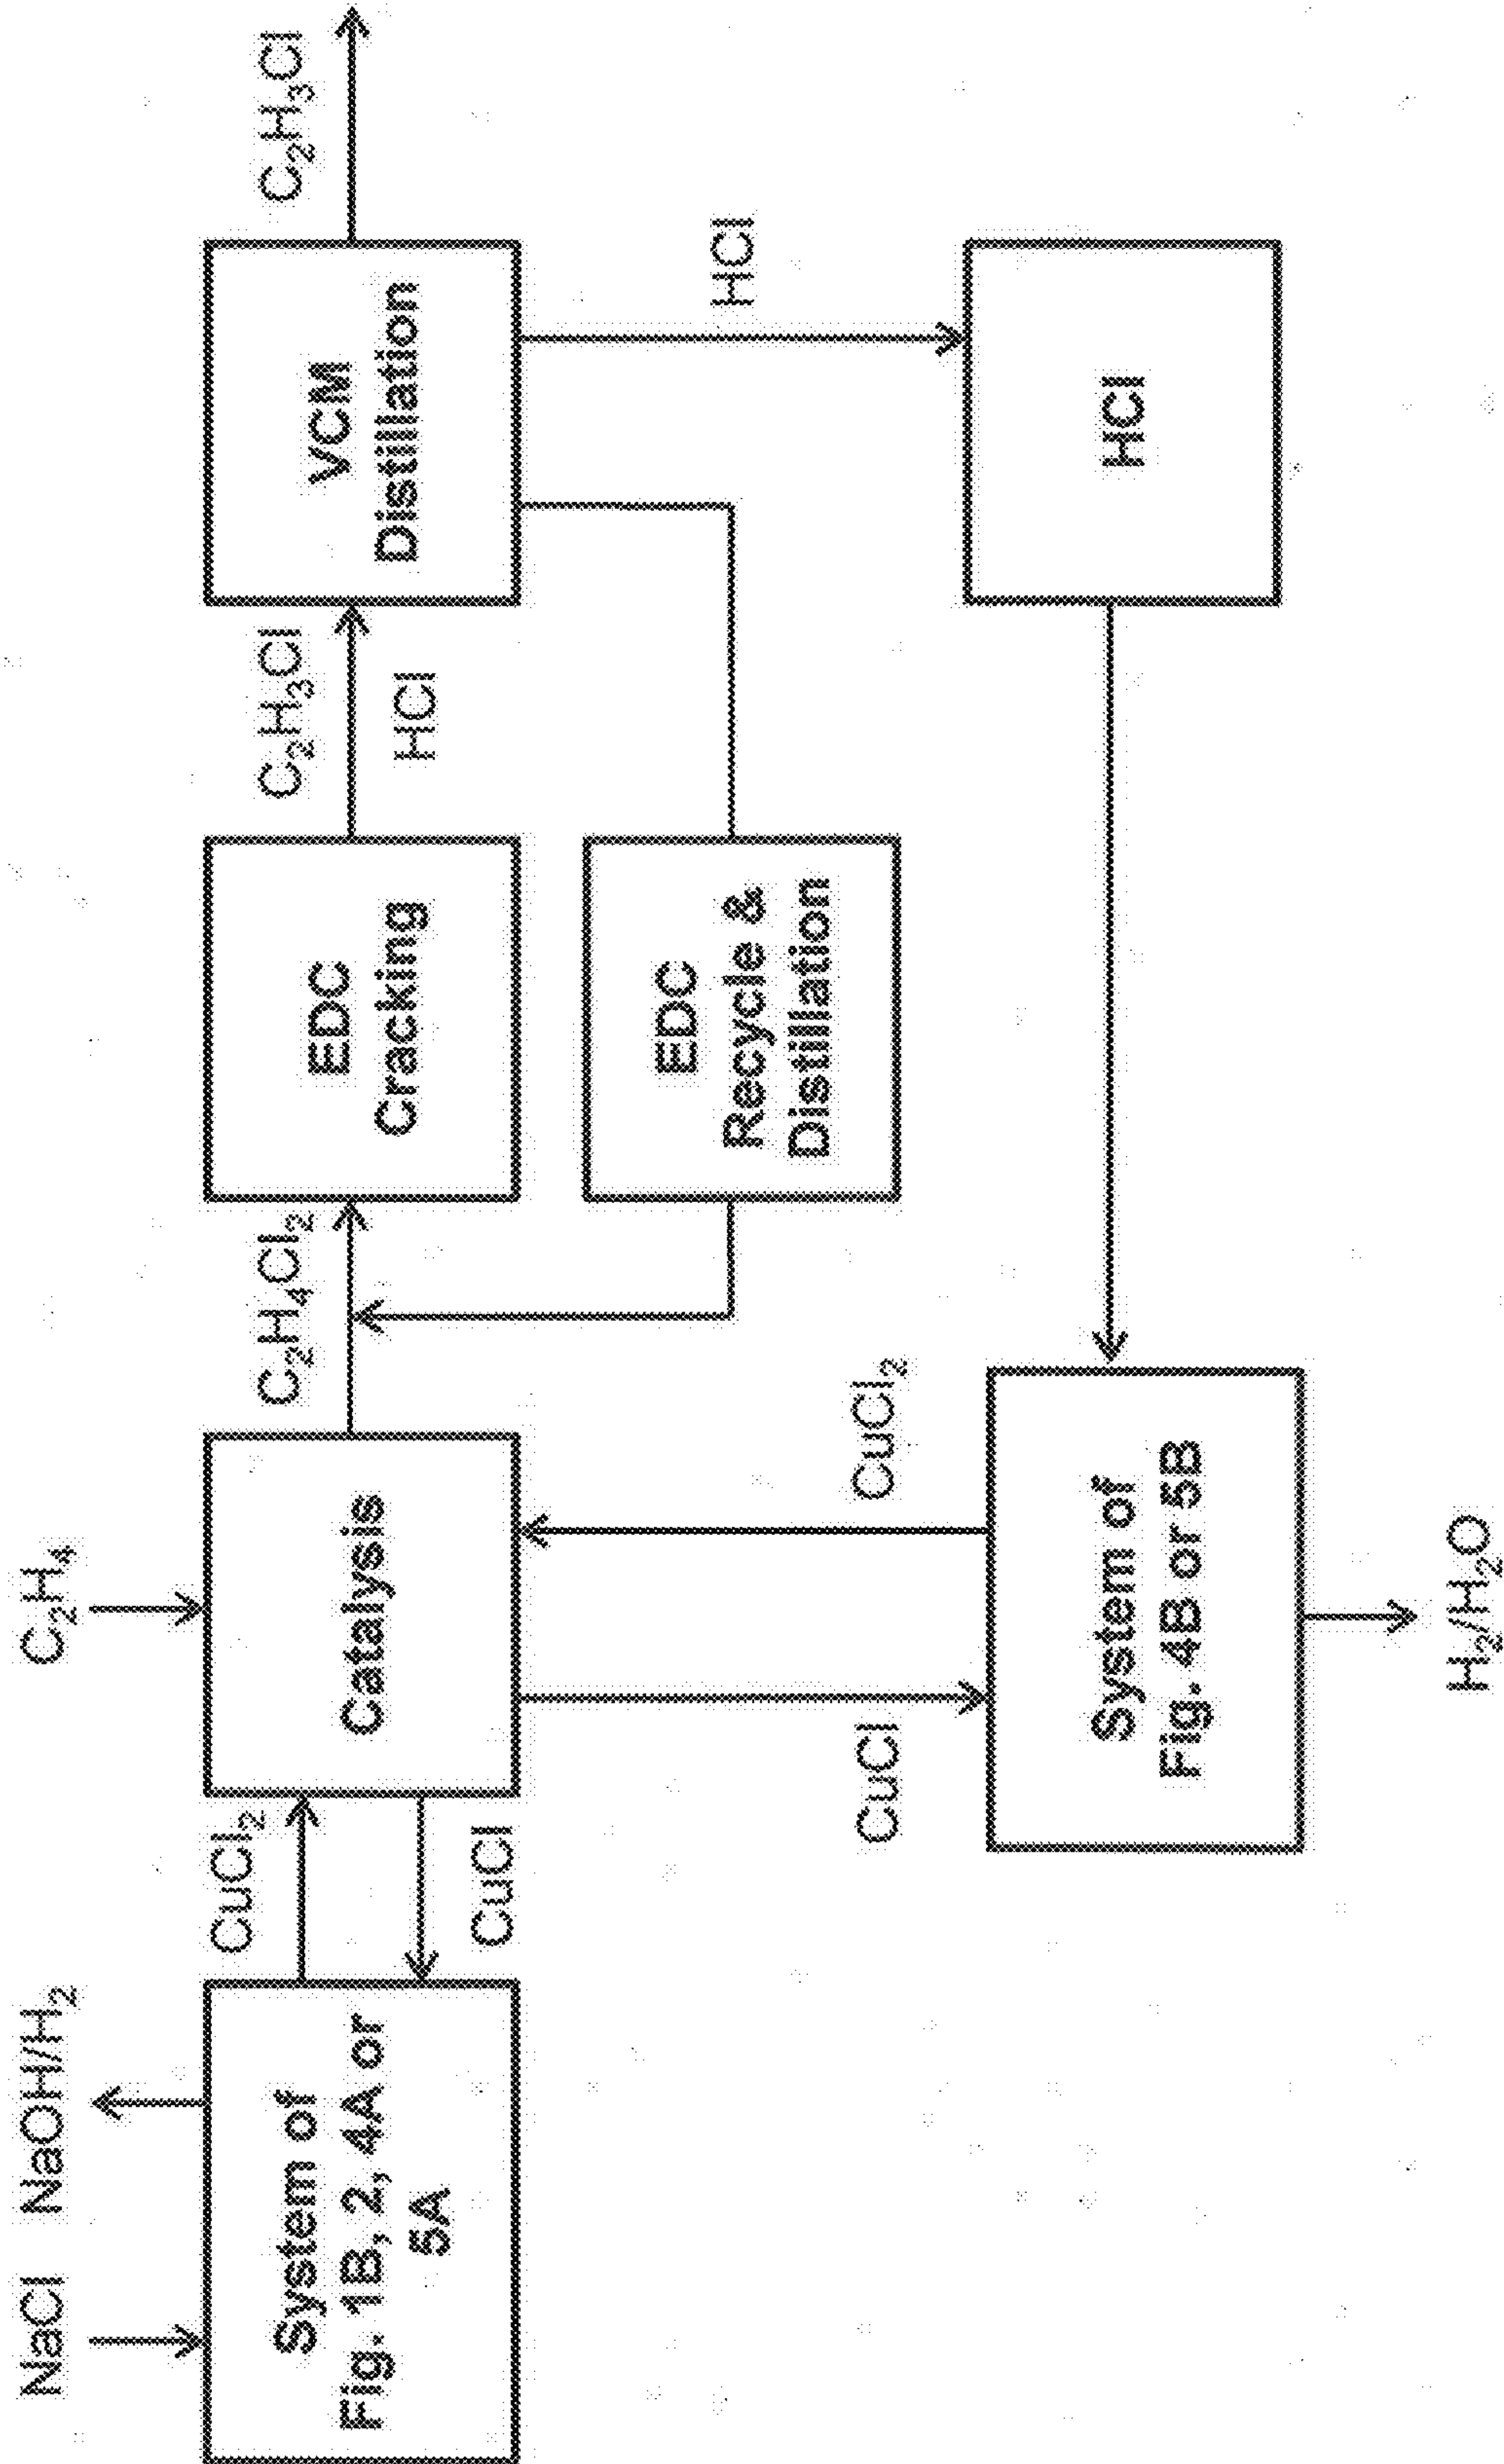 NaCl
NaOH/H₂
C₂H₄
System of
Fig. 1B, 2, 4A or
5A
CuCl₂
CuCl
Catalysis
C₂H₄Cl₂
EDC
Cracking
C₂H₃Cl
HCl
VCM
Distillation
C₂H₃Cl
EDC
Recycle &
Distillation
HCl
CuCl
CuCl₂
System of
Fig. 4B or 5B
HCl
H₂/H₂O